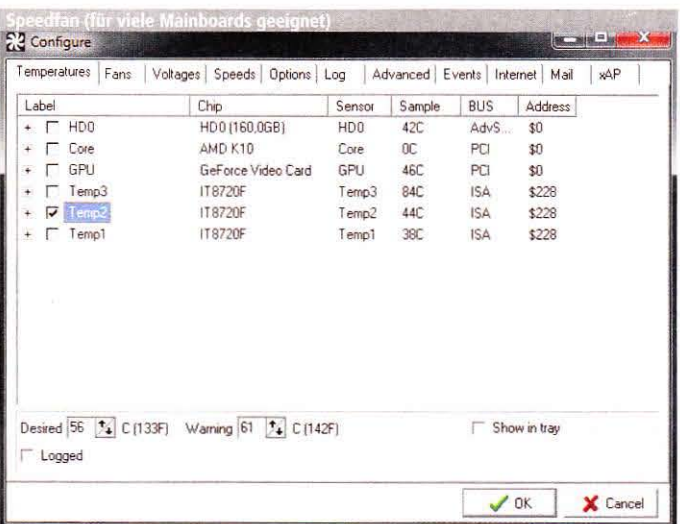 Speedfan (für viele Mainboards geeignet)
Configure
Temperatures Fans Voltages Speeds Options Log Advanced Events Internet Mail xAP
Label Chip Sensor Sample BUS Address
+ HD0 HD0 (160,0GB) HD0 42C AdvS... $0
+ Core AMD K10 Core 0C PCI $0
+ GPU GeForce Video Card GPU 46C PCI $0
+ Temp3 IT8720F Temp3 84C ISA $228
+ Temp2 IT8720F Temp2 44C ISA $228
+ Temp1 IT8720F Temp1 38C ISA $228
Desired 56 C (133F) Warning 61 C (142F) Show in tray
Logged
OK Cancel